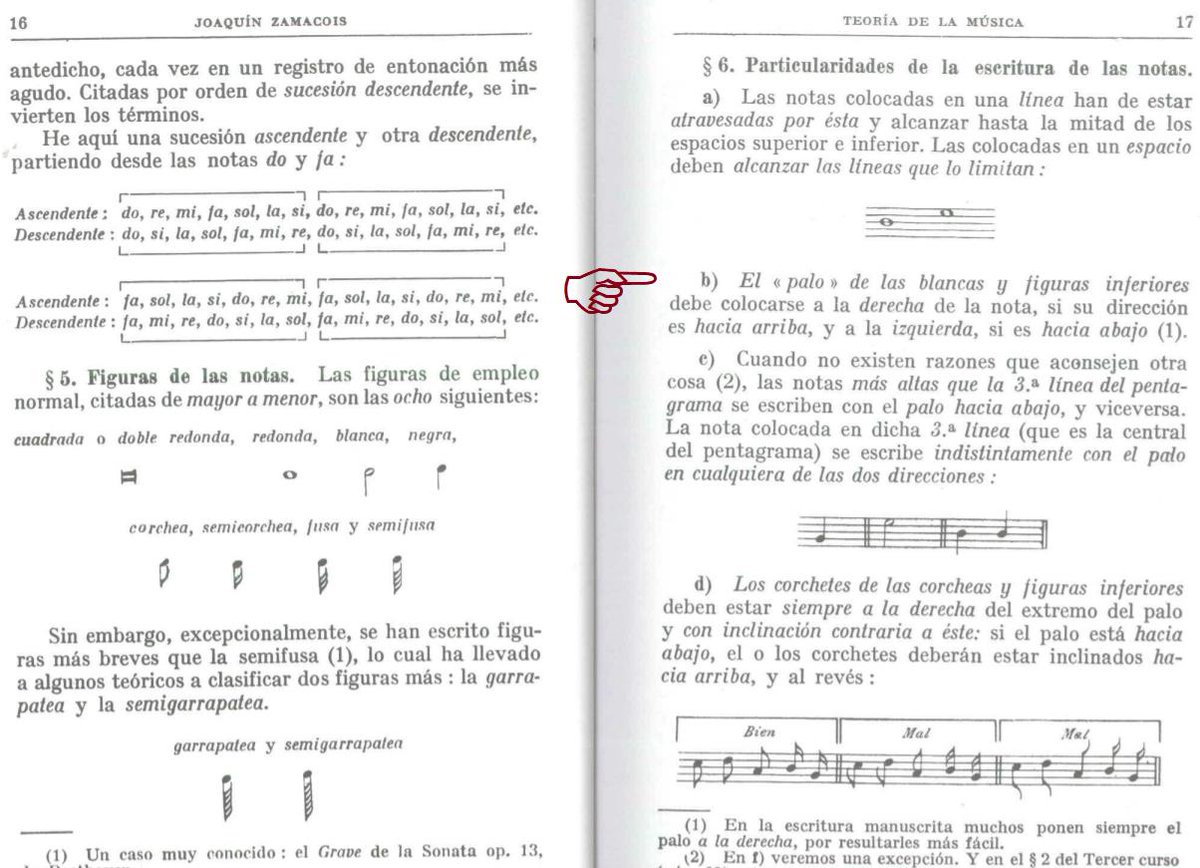 16 JOAQUÍN ZAMACOIS
antedicho, cada vez en un registro de entonación más
agudo. Citadas por orden de sucesión descendente, se in-
vierten los términos.
He aquí una sucesión ascendente y otra descendente,
partiendo desde las notas do y fa :
Ascendente : do, re, mi, fa, sol, la, si, do, re, mi, fa, sol, la, si, etc.
Descendente : do, si, la, sol, fa, mi, re, do, si, la, sol, fa, mi, re, etc.
Ascendente : fa, sol, la, si, do, re, mi, fa, sol, la, si, do, re, mi, etc.
Descendente : fa, mi, re, do, si, la, sol, fa, mi, re, do, si, la, sol, etc.
§ 5. Figuras de las notas. Las figuras de empleo
normal, citadas de mayor a menor, son las ocho siguientes:
cuadrada o doble redonda, redonda, blanca, negra,
corchea, semicorchea, fusa y semifusa
Sin embargo, excepcionalmente, se han escrito figu-
ras más breves que la semifusa (1), lo cual ha llevado
a algunos teóricos a clasificar dos figuras más : la garra-
patea y la semigarrapatea.
garrapatea y semigarrapatea
(1) Un caso muy conocido : el Grave de la Sonata op. 13,
TEORÍA DE LA MÚSICA 17
§ 6. Particularidades de la escritura de las notas.
a) Las notas colocadas en una línea han de estar
atravesadas por ésta y alcanzar hasta la mitad de los
espacios superior e inferior. Las colocadas en un espacio
deben alcanzar las líneas que lo limitan :
b) El « palo » de las blancas y figuras inferiores
debe colocarse a la derecha de la nota, si su dirección
es hacia arriba, y a la izquierda, si es hacia abajo (1).
c) Cuando no existen razones que aconsejen otra
cosa (2), las notas más altas que la 3.ª línea del penta-
grama se escriben con el palo hacia abajo, y viceversa.
La nota colocada en dicha 3.ª línea (que es la central
del pentagrama) se escribe indistintamente con el palo
en cualquiera de las dos direcciones :
d) Los corchetes de las corcheas y figuras inferiores
deben estar siempre a la derecha del extremo del palo
y con inclinación contraria a éste: si el palo está hacia
abajo, el o los corchetes deberán estar inclinados ha-
cia arriba, y al revés :
Bien Mal Mal
(1) En la escritura manuscrita muchos ponen siempre el
palo a la derecha, por resultarles más fácil.
(2) En f) veremos una excepción. Y en el § 2 del Tercer curso